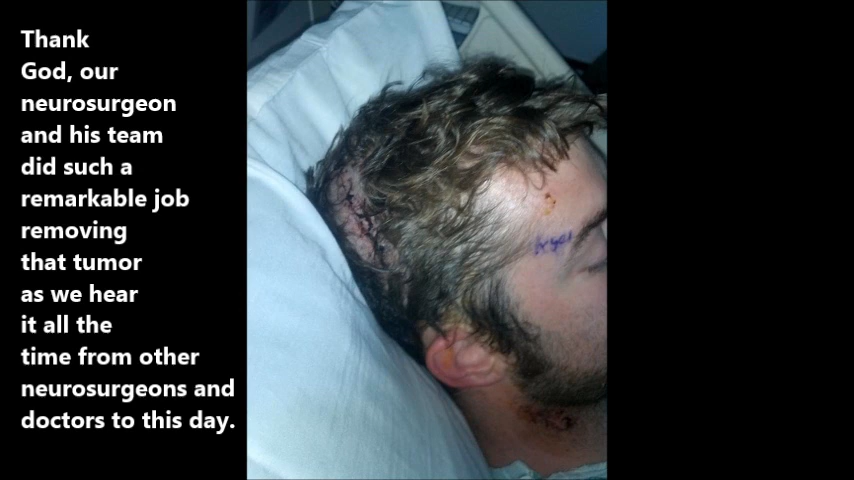 Thank
God, our
neurosurgeon
and his team
did such a
remarkable job
removing
that tumor
as we hear
it all the
time from other
neurosurgeons and
doctors to this day.